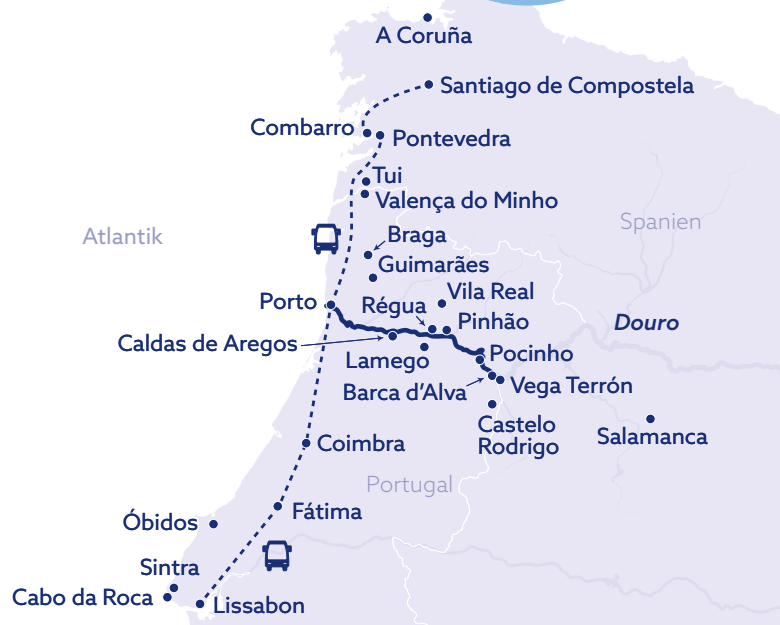 A Coruña
Santiago de Compostela
Combarro
Pontevedra
Tui
Valença do Minho
Atlantik
Spanien
Braga
Guimarães
Vila Real
Porto
Régua
Pinhão
Douro
Caldas de Aregos
Lamego
Pocinho
Barca d’Alva
Vega Terrón
Castelo
Rodrigo
Salamanca
Coimbra
Portugal
Óbidos
Fátima
Sintra
Cabo da Roca
Lissabon